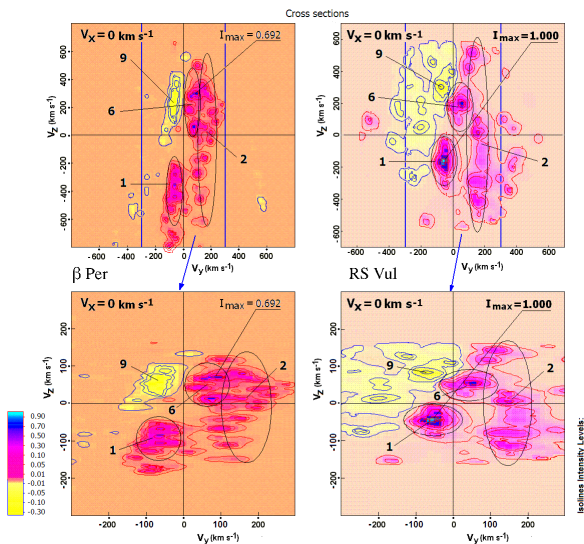 Cross sections
Vx = 0 km s-1
Imax = 0.692
9
6
2
1
Vz (km s-1)
600
400
200
0
-200
-400
-600
-600 -400 -200 0 200 400 600
Vy (km s-1)
β Per
Vx = 0 km s-1
Imax = 1.000
9
6
2
1
Vz (km s-1)
600
400
200
0
-200
-400
-600
-600 -400 -200 0 200 400 600
Vy (km s-1)
RS Vul
Vx = 0 km s-1
Imax = 0.692
9
2
6
1
Vz (km s-1)
200
100
0
-100
-200
-200 -100 0 100 200
Vy (km s-1)
Vx = 0 km s-1
Imax = 1.000
9
2
6
1
Vz (km s-1)
200
100
0
-100
-200
-200 -100 0 100 200
Vy (km s-1)
0.90
0.70
0.50
0.30
0.10
0.05
0.01
-0.01
-0.05
-0.10
-0.30
Isolines Intensity Levels: